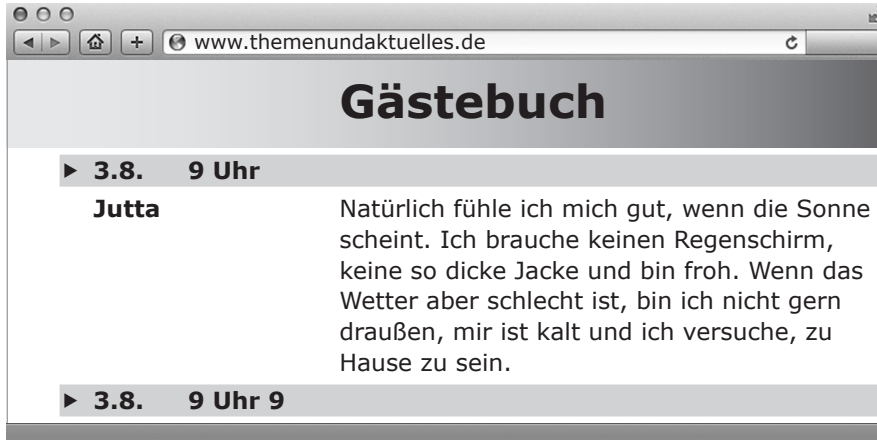 www.themenundaktuelles.de
Gästebuch
3.8. 9 Uhr
Jutta
Natürlich fühle ich mich gut, wenn die Sonne
scheint. Ich brauche keinen Regenschirm,
keine so dicke Jacke und bin froh. Wenn das
Wetter aber schlecht ist, bin ich nicht gern
draußen, mir ist kalt und ich versuche, zu
Hause zu sein.
3.8. 9 Uhr 9